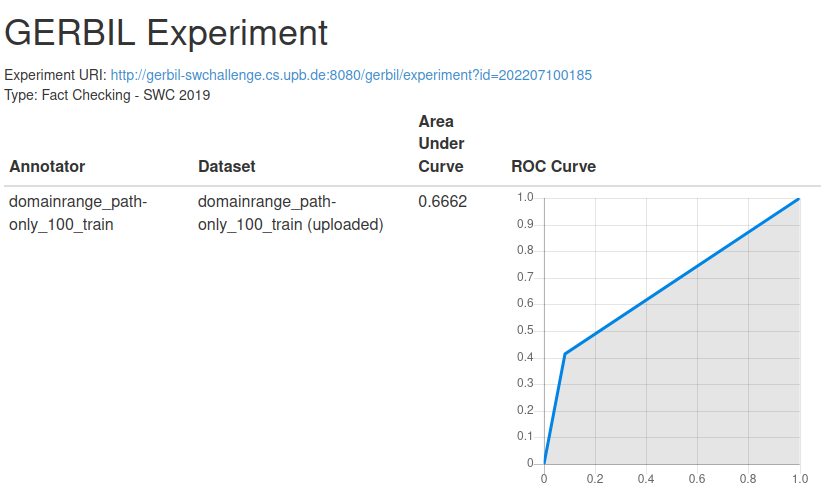 GERBIL Experiment
Experiment URI: http://gerbil-swchallenge.cs.upb.de:8080/gerbil/experiment?id=202207100185
Type: Fact Checking - SWC 2019
Annotator
Dataset
Area
Under
Curve
ROC Curve
domainrange_path-
only_100_train
domainrange_path-
only_100_train (uploaded)
0.6662
1.0
0.9
0.8
0.7
0.6
0.5
0.4
0.3
0.2
0.1
0
0 0.2 0.4 0.6 0.8 1.0